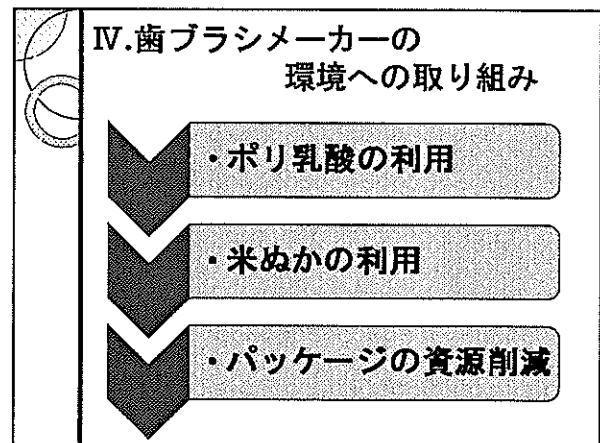 Ⅳ.歯ブラシメーカーの
環境への取り組み
・ポリ乳酸の利用
・米ぬかの利用
・パッケージの資源削減